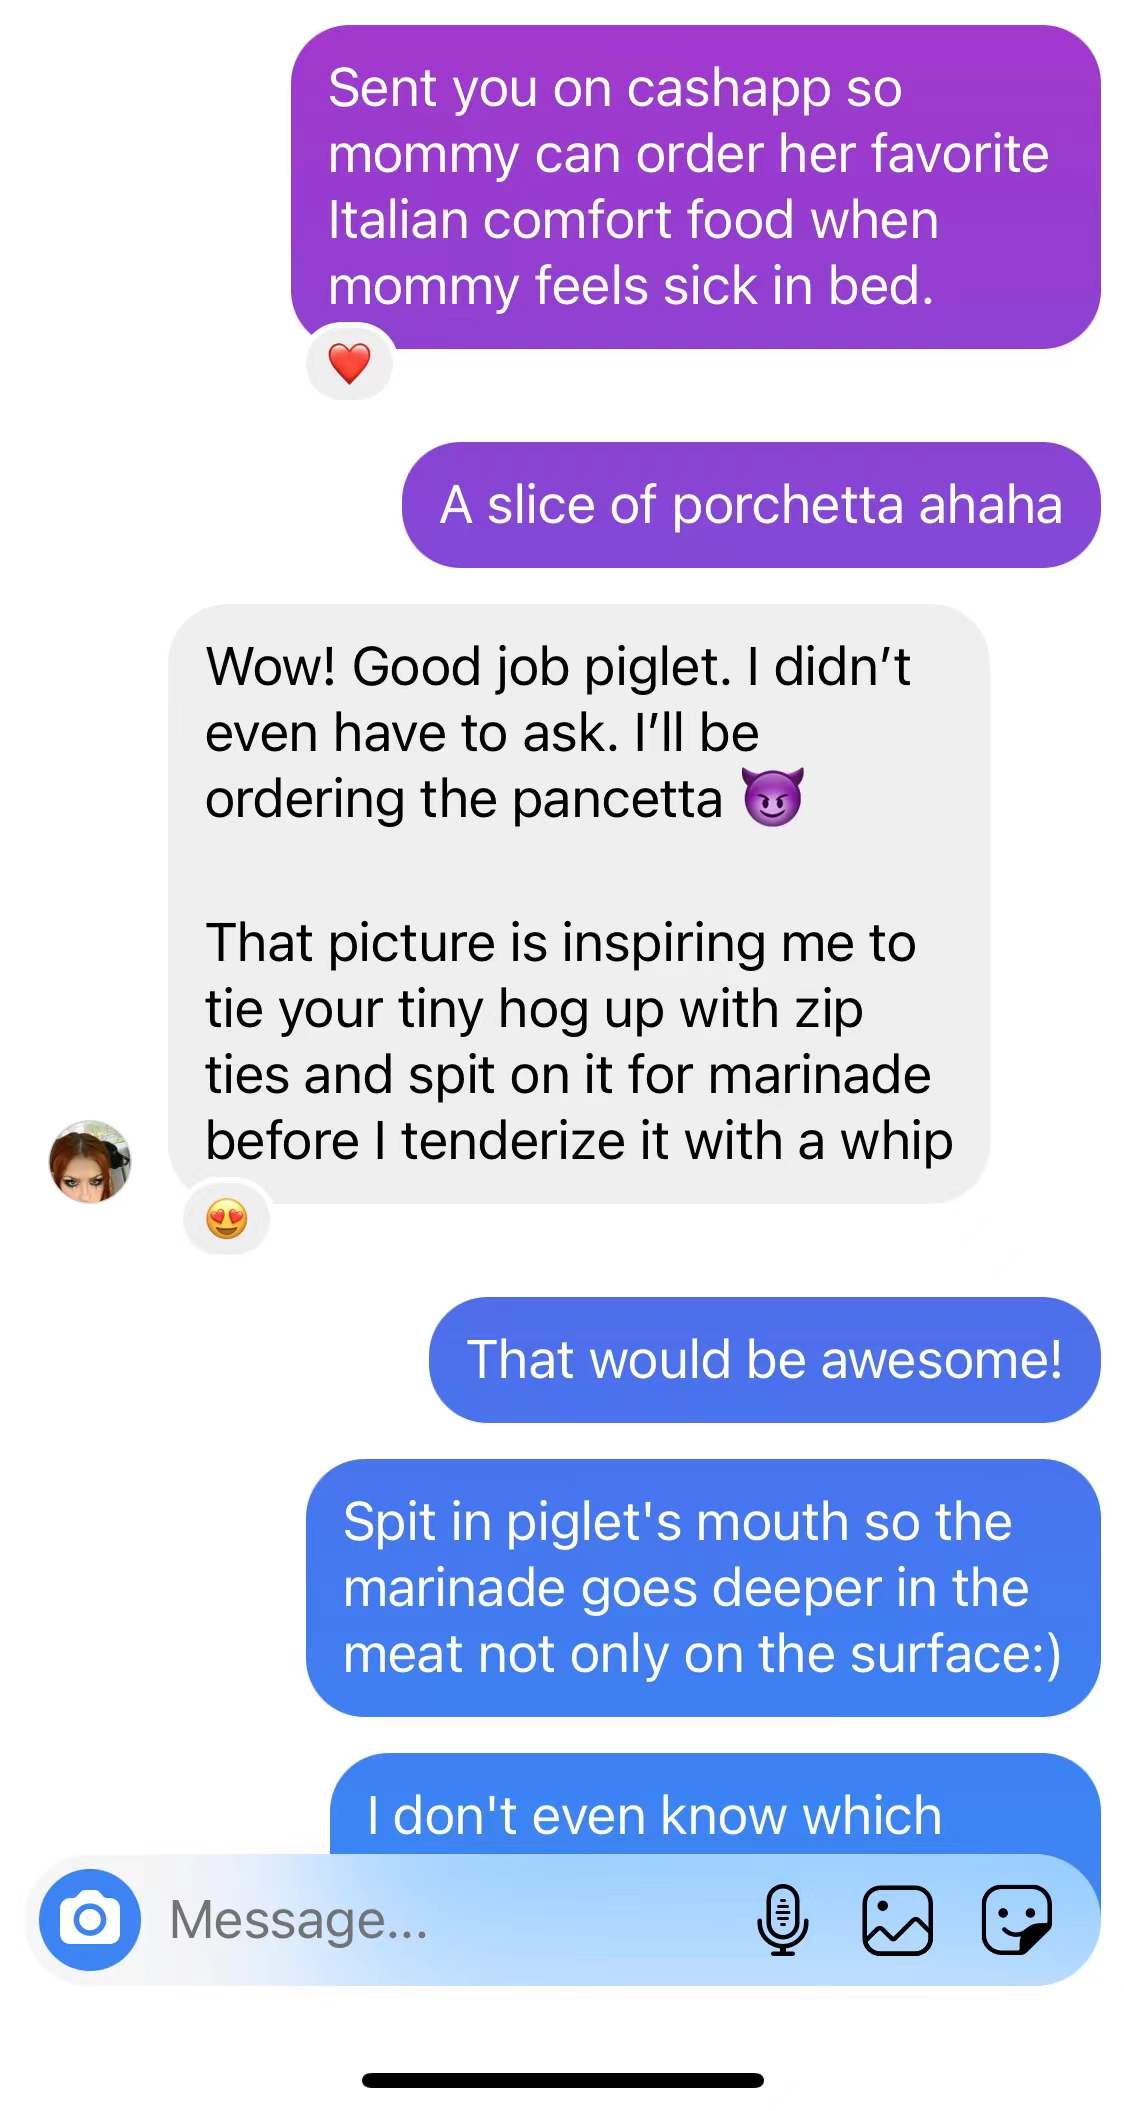 Sent you on cashapp so
mommy can order her favorite
Italian comfort food when
mommy feels sick in bed.
A slice of porchetta ahaha
Wow! Good job piglet. I didn’t
even have to ask. I’ll be
ordering the pancetta 😈
That picture is inspiring me to
tie your tiny hog up with zip
ties and spit on it for marinade
before I tenderize it with a whip
That would be awesome!
Spit in piglet's mouth so the
marinade goes deeper in the
meat not only on the surface:)
I don't even know which
Message...